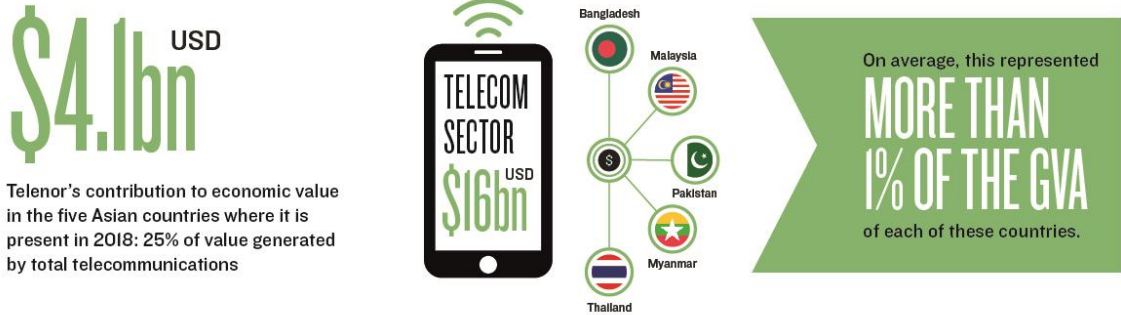 $4.1bn USD
Telenor's contribution to economic value
in the five Asian countries where it is
present in 2018: 25% of value generated
by total telecommunications
TELECOM
SECTOR
$16bn USD
Bangladesh
Malaysia
$
Pakistan
Myanmar
Thailand
On average, this represented
MORE THAN
1% OF THE GVA
of each of these countries.